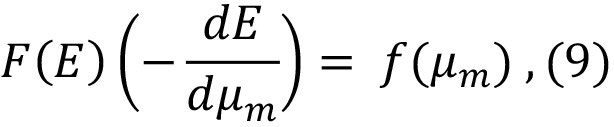 F(E) (− dE/dμ_m) = f(μ_m) , (9)